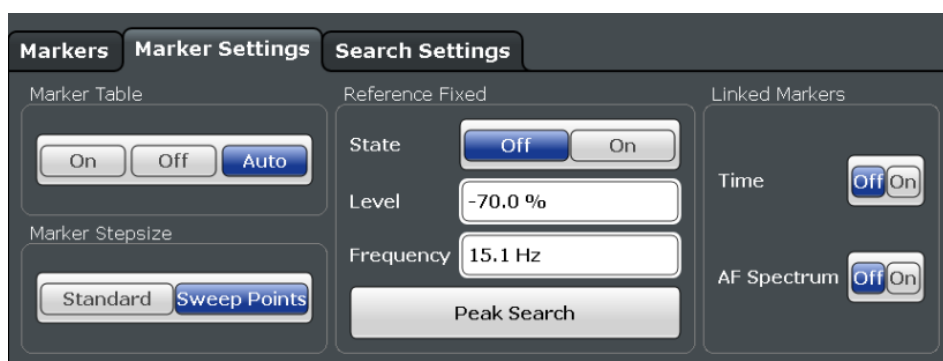 Markers Marker Settings Search Settings
Marker Table
On Off Auto
Marker Stepsize
Standard Sweep Points
Reference Fixed
State Off On
Level -70.0 %
Frequency 15.1 Hz
Peak Search
Linked Markers
Time Off On
AF Spectrum Off On